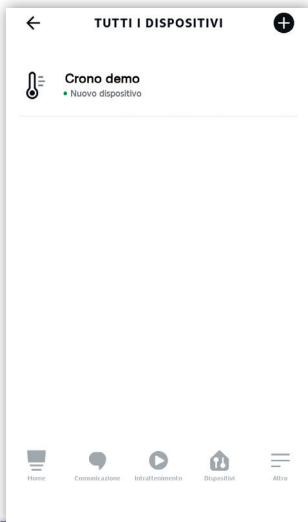 TUTTI I DISPOSITIVI
Crono demo
Nuovo dispositivo
Home Comunicazione Intrattenimento Dispositivi Altro